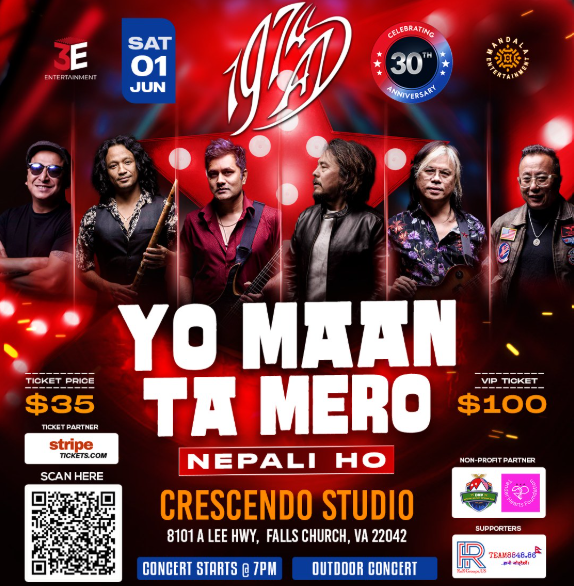 3E
ENTERTAINMENT
SAT
01
JUN
1974 AD
CELEBRATING
30TH
ANNIVERSARY
MANDALA
ENTERTAINMENT
YO MAAN
TA MERO
NEPALI HO
TICKET PRICE
$35
VIP TICKET
$100
TICKET PARTNER
stripe
TICKETS.COM
SCAN HERE
CRESCENDO STUDIO
8101 A LEE HWY, FALLS CHURCH, VA 22042
CONCERT STARTS @ 7PM
OUTDOOR CONCERT
NON-PROFIT PARTNER
SUPPORTERS
TEAM8848.86